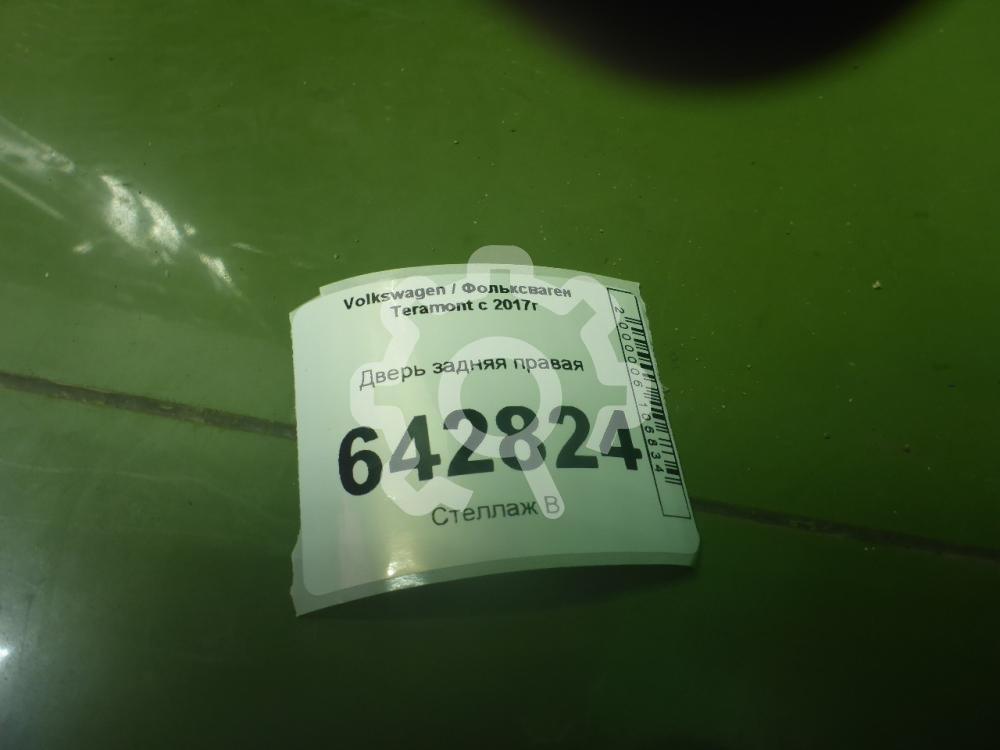 Volkswagen / Фольксваген
Teramont с 2017г
Дверь задняя правая
642824
Стеллаж В
2000006106834